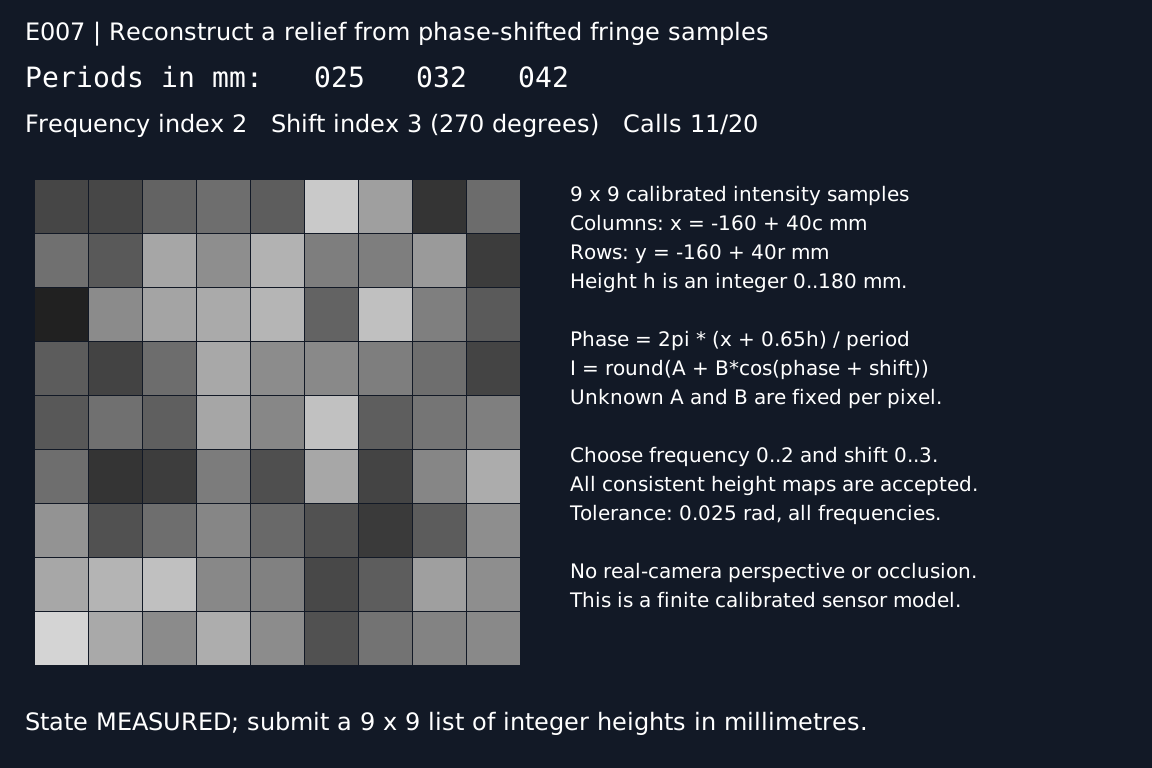 E007 | Reconstruct a relief from phase-shifted fringe samples
Periods in mm:   025   032   042
Frequency index 2   Shift index 3 (270 degrees)   Calls 11/20
9 x 9 calibrated intensity samples
Columns: x = -160 + 40c mm
Rows: y = -160 + 40r mm
Height h is an integer 0..180 mm.
Phase = 2pi * (x + 0.65h) / period
I = round(A + B*cos(phase + shift))
Unknown A and B are fixed per pixel.
Choose frequency 0..2 and shift 0..3.
All consistent height maps are accepted.
Tolerance: 0.025 rad, all frequencies.
No real-camera perspective or occlusion.
This is a finite calibrated sensor model.
State MEASURED; submit a 9 x 9 list of integer heights in millimetres.